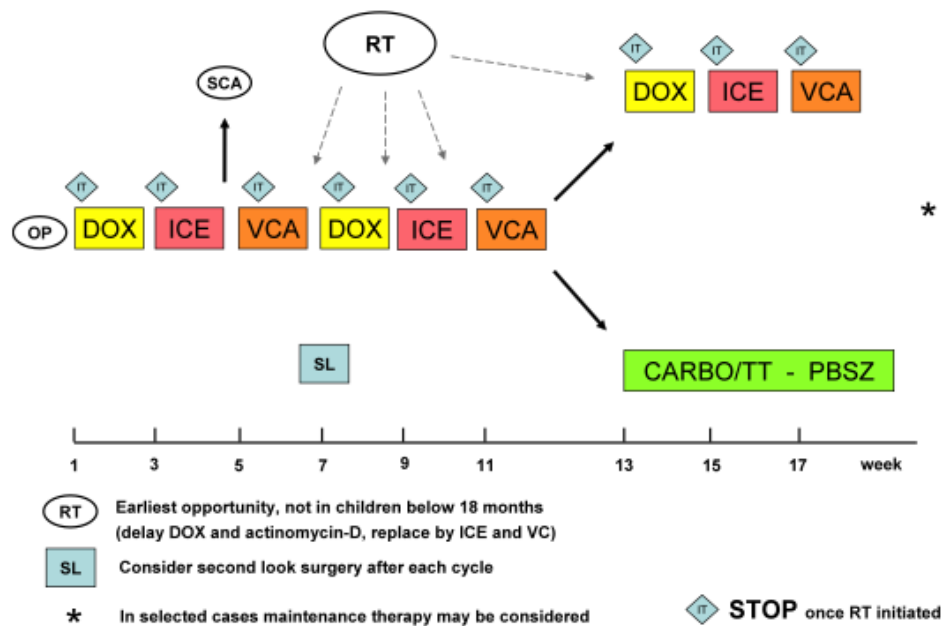 RT
IT IT IT
SCA
DOX ICE VCA
IT IT IT IT IT IT
OP DOX ICE VCA DOX ICE VCA
*
SL
CARBO/TT - PBSZ
1 3 5 7 9 11 13 15 17 week
RT Earliest opportunity, not in children below 18 months
(delay DOX and actinomycin-D, replace by ICE and VC)
SL Consider second look surgery after each cycle
* In selected cases maintenance therapy may be considered
IT STOP once RT initiated